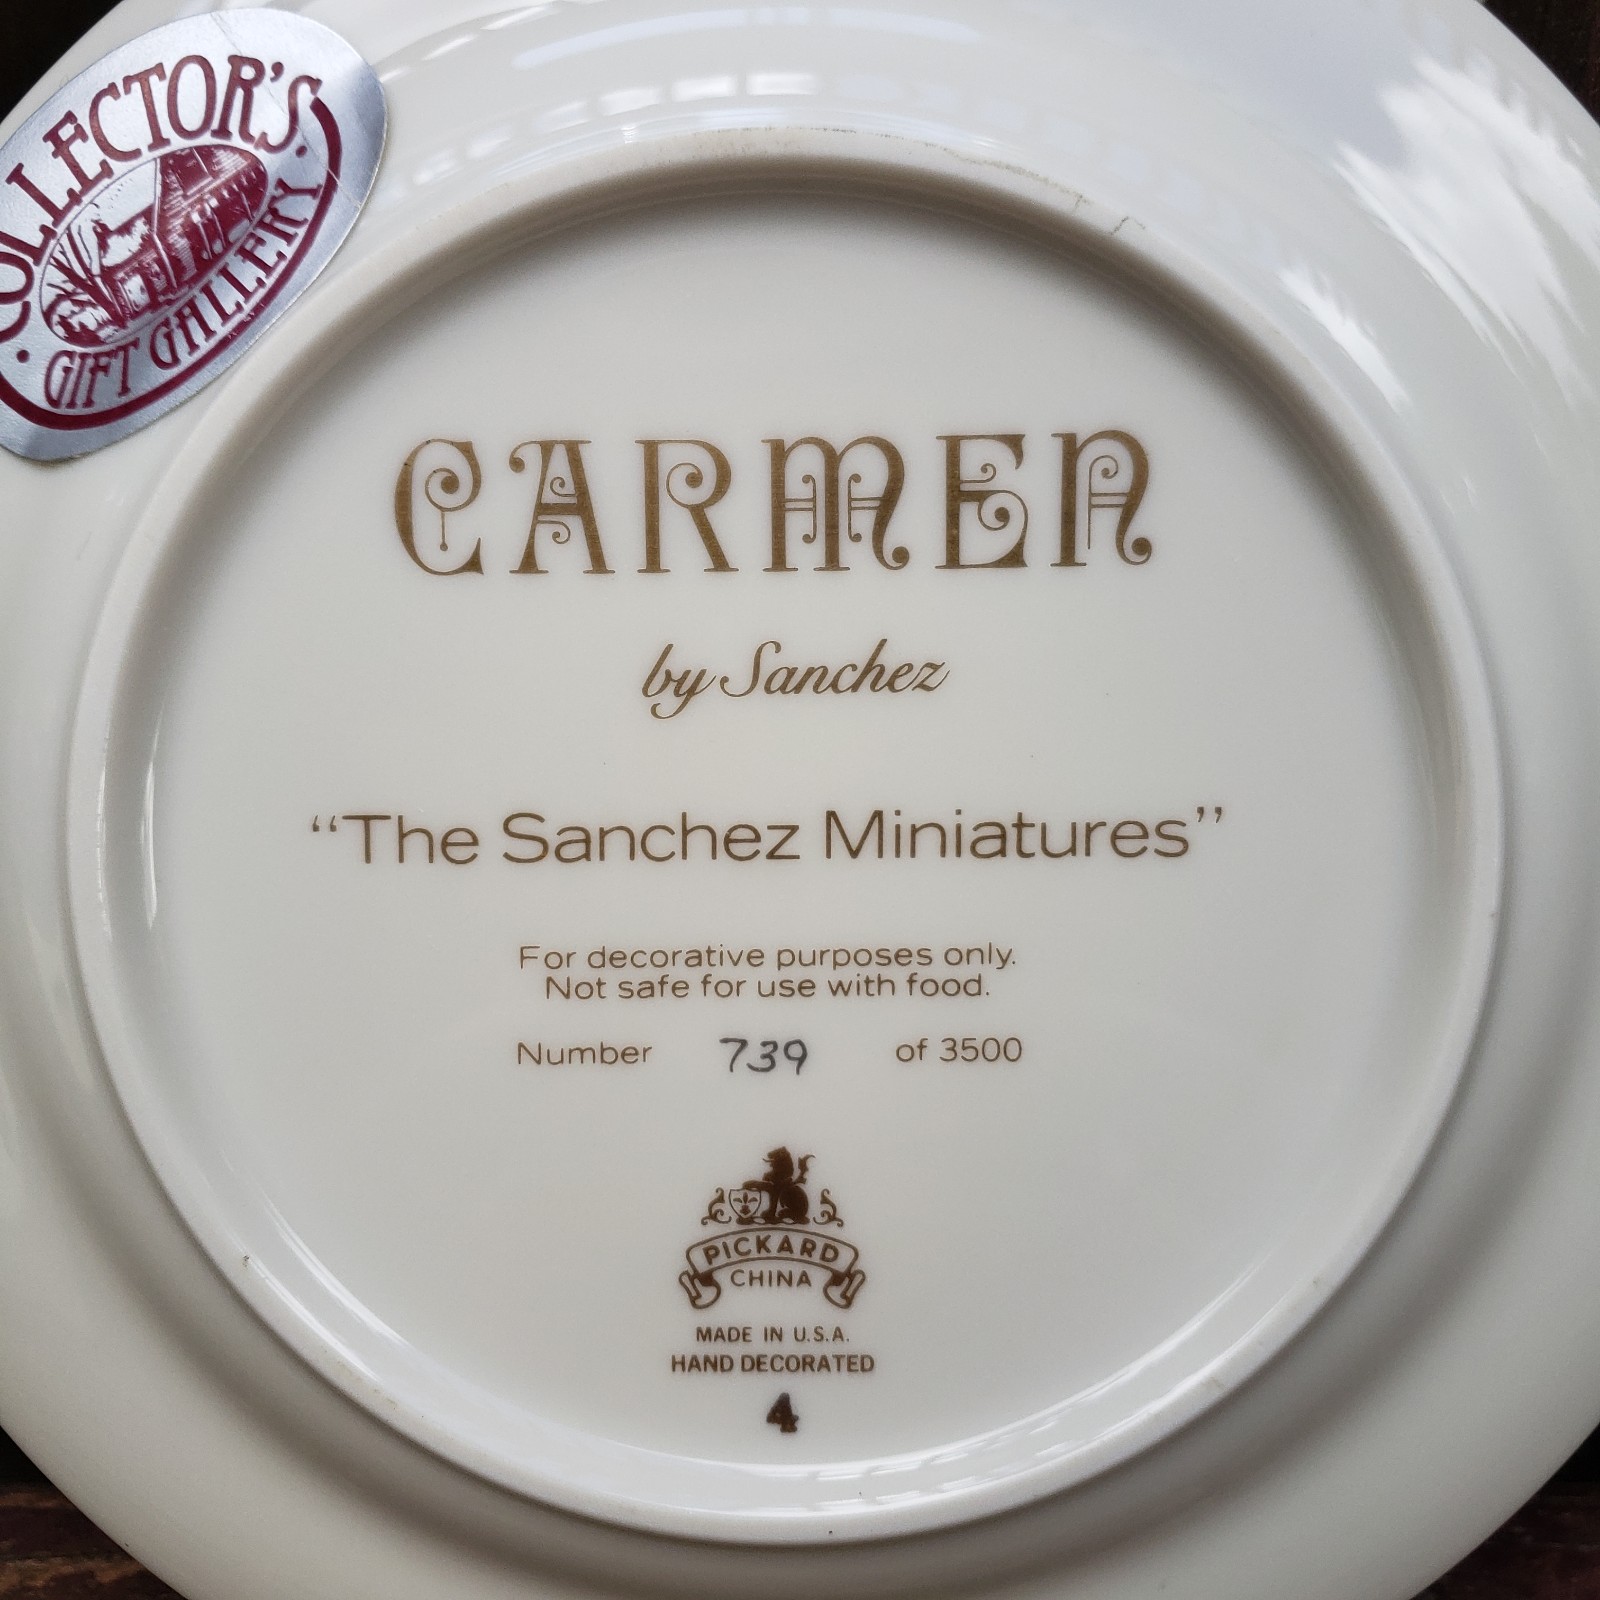 COLLECTOR'S
GIFT GALLERY
CARMEN
by Sanchez
“The Sanchez Miniatures”
For decorative purposes only.
Not safe for use with food.
Number 739 of 3500
PICKARD
CHINA
MADE IN U.S.A.
HAND DECORATED
4